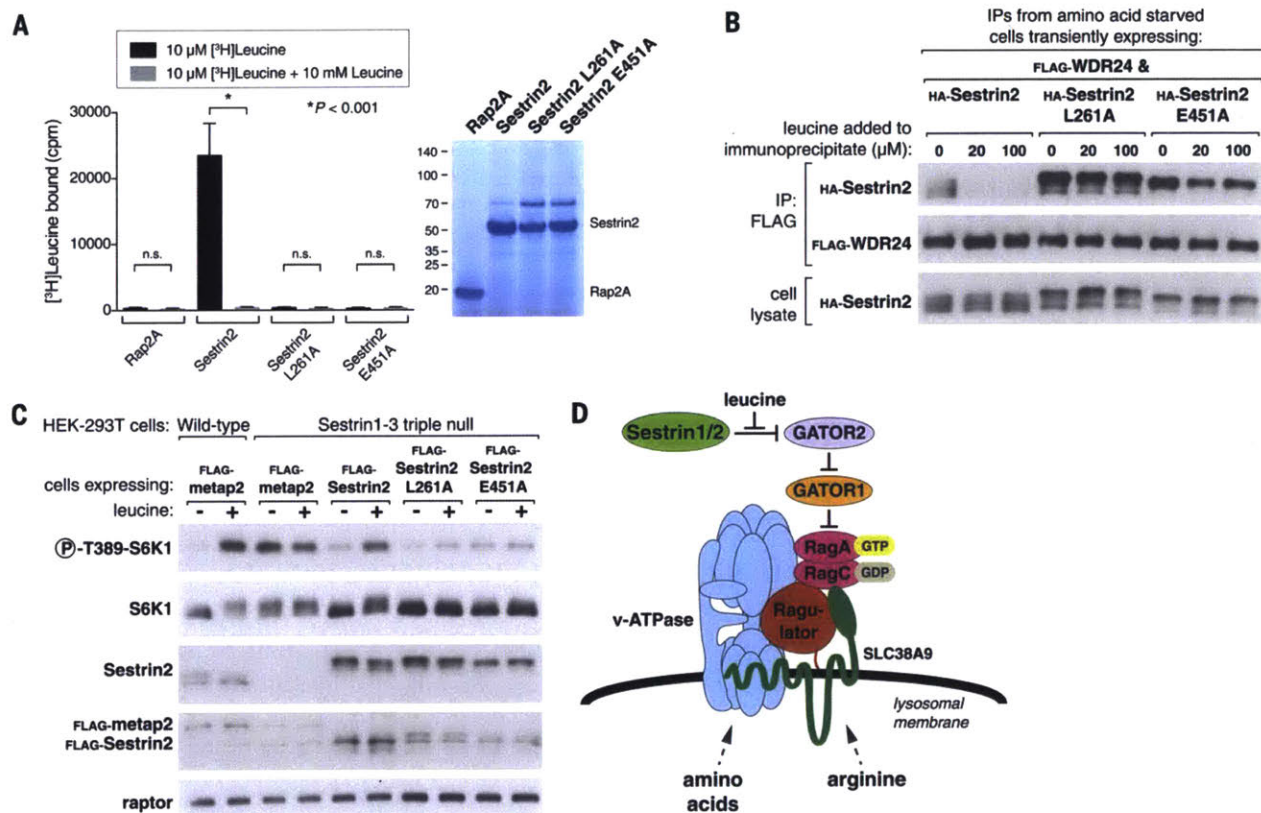 A
10 µM [³H]Leucine
10 µM [³H]Leucine + 10 mM Leucine
*
*P < 0.001
[³H]Leucine bound (cpm)
30000
20000
10000
0
n.s.
n.s.
n.s.
Rap2A
Sestrin2
Sestrin2
L261A
Sestrin2
E451A
Rap2A
Sestrin2
Sestrin2 L261A
Sestrin2 E451A
140
100
70
50
35
25
20
Sestrin2
Rap2A
B
IPs from amino acid starved
cells transiently expressing:
FLAG-WDR24 &
HA-Sestrin2
HA-Sestrin2
L261A
HA-Sestrin2
E451A
leucine added to
immunoprecipitate (µM):
0 20 100 0 20 100 0 20 100
IP:
FLAG
HA-Sestrin2
FLAG-WDR24
cell
lysate
HA-Sestrin2
C
HEK-293T cells: Wild-type Sestrin1-3 triple null
cells expressing:
FLAG-
metap2
FLAG-
metap2
FLAG-
Sestrin2
FLAG-
Sestrin2
L261A
FLAG-
Sestrin2
E451A
leucine: - + - + - + - + - +
P-T389-S6K1
S6K1
Sestrin2
FLAG-metap2
FLAG-Sestrin2
raptor
D
leucine
Sestrin1/2
GATOR2
GATOR1
RagA GTP
RagC GDP
v-ATPase
Ragu-
lator
SLC38A9
lysosomal
membrane
amino
acids
arginine